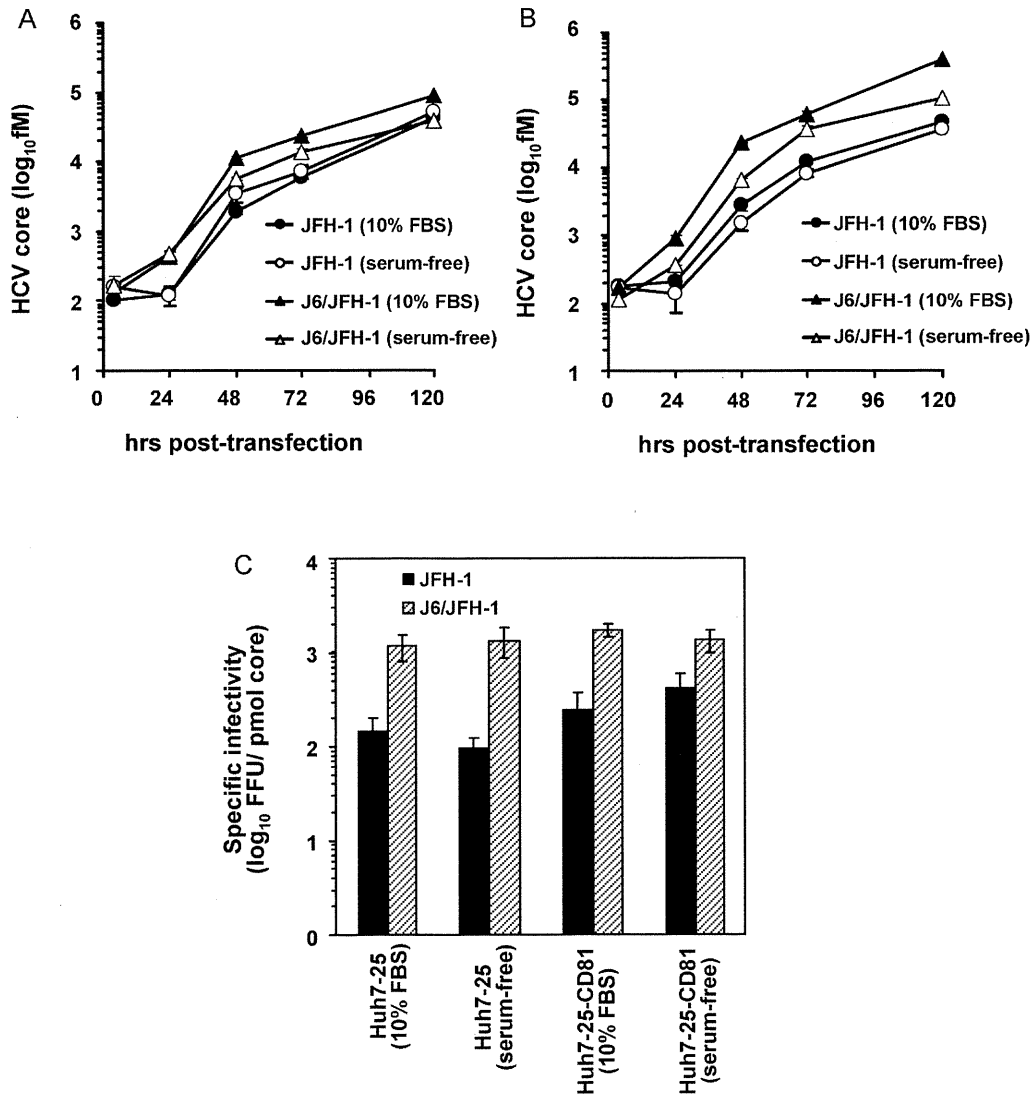 A
6
5
4
3
2
1
HCV core (log10fM)
JFH-1 (10% FBS)
JFH-1 (serum-free)
J6/JFH-1 (10% FBS)
J6/JFH-1 (serum-free)
0 24 48 72 96 120
hrs post-transfection
B
6
5
4
3
2
1
HCV core (log10fM)
JFH-1 (10% FBS)
JFH-1 (serum-free)
J6/JFH-1 (10% FBS)
J6/JFH-1 (serum-free)
0 24 48 72 96 120
hrs post-transfection
C
4
3
2
1
0
Specific infectivity
(log10 FFU/ pmol core)
JFH-1
J6/JFH-1
Huh7-25
(10% FBS)
Huh7-25
(serum-free)
Huh7-25-CD81
(10% FBS)
Huh7-25-CD81
(serum-free)